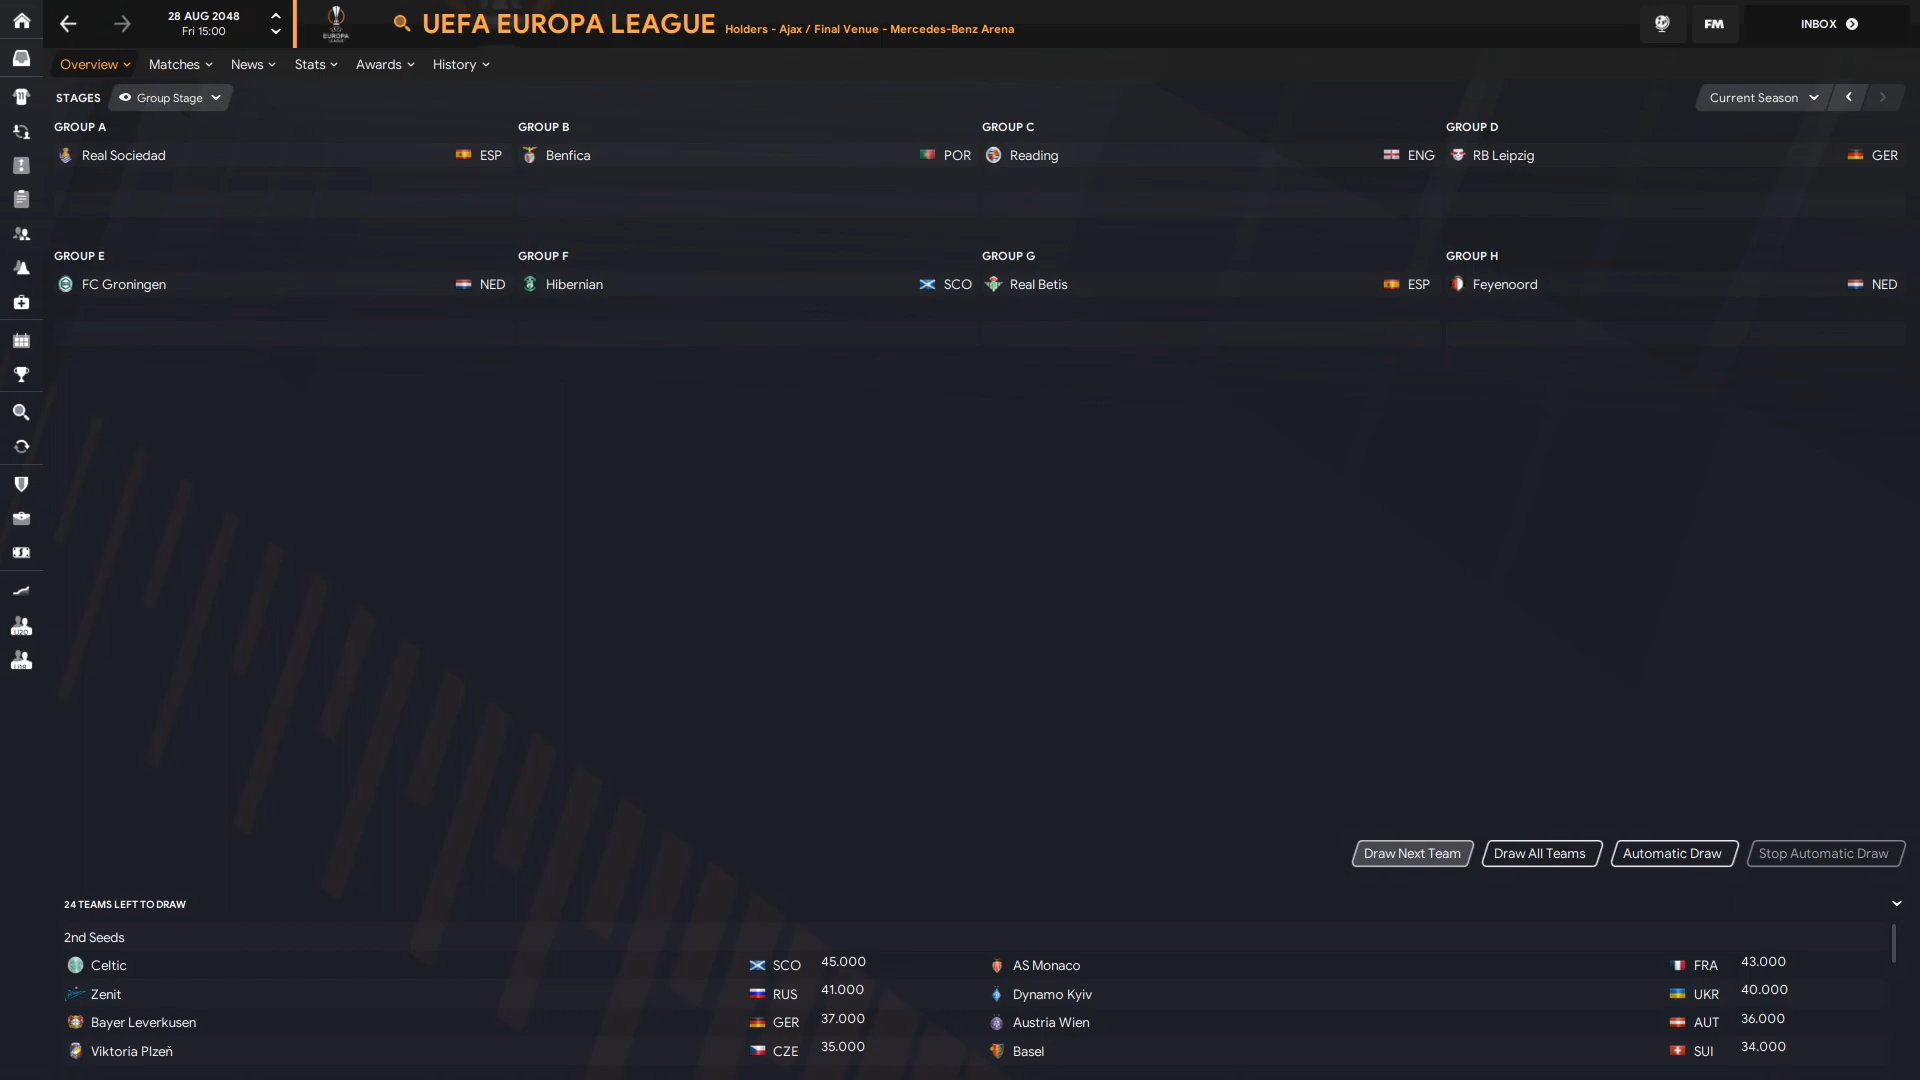 28 AUG 2048
Fri 15:00
UEFA EUROPA LEAGUE
Holders - Ajax / Final Venue - Mercedes-Benz Arena
FM
INBOX
Overview
Matches
News
Stats
Awards
History
STAGES
Group Stage
Current Season
GROUP A
Real Sociedad ESP
GROUP B
Benfica POR
GROUP C
Reading ENG
GROUP D
RB Leipzig GER
GROUP E
FC Groningen NED
GROUP F
Hibernian SCO
GROUP G
Real Betis ESP
GROUP H
Feyenoord NED
Draw Next Team
Draw All Teams
Automatic Draw
Stop Automatic Draw
24 TEAMS LEFT TO DRAW
2nd Seeds
Celtic SCO 45.000
AS Monaco FRA 43.000
Zenit RUS 41.000
Dynamo Kyiv UKR 40.000
Bayer Leverkusen GER 37.000
Austria Wien AUT 36.000
Viktoria Plzeň CZE 35.000
Basel SUI 34.000